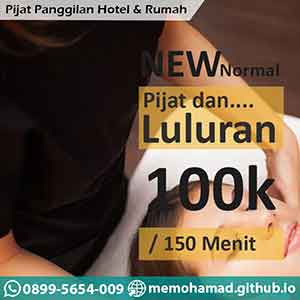 Pijat Panggilan Hotel & Rumah
NEW Normal
Pijat dan....
Luluran
100k
/ 150 Menit
0899-5654-009 memohamad.github.io